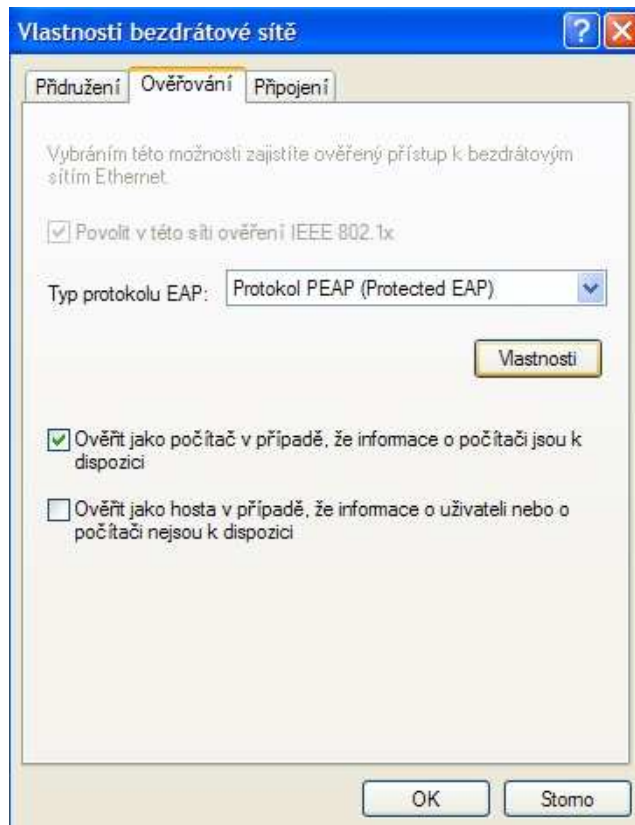 Vlastnosti bezdrátové sítě
Přidružení Ověřování Připojení
Vybráním této možnosti zajistíte ověřený přístup k bezdrátovým
sítím Ethernet.
Povolit v této síti ověření IEEE 802.1x
Typ protokolu EAP: Protokol PEAP (Protected EAP)
Vlastnosti
Ověřit jako počítač v případě, že informace o počítači jsou k
dispozici
Ověřit jako hosta v případě, že informace o uživateli nebo o
počítači nejsou k dispozici
OK Storno